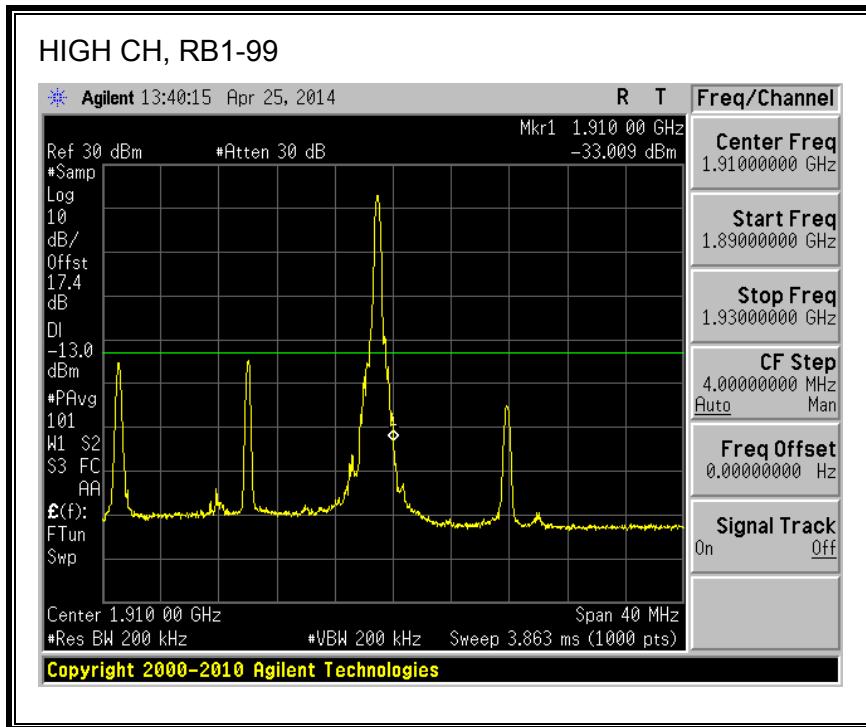 HIGH CH, RB1-99
Agilent 13:40:15 Apr 25, 2014 R T
Mkr1 1.910 00 GHz
Ref 30 dBm #Atten 30 dB -33.009 dBm
#Samp
Log
10
dB/
Offst
17.4
dB
DI
-13.0
dBm
#PAvg
101
W1 S2
S3 FC
AA
£(f):
FTun
Swp
1
Center 1.910 00 GHz Span 40 MHz
#Res BW 200 kHz #VBW 200 kHz Sweep 3.863 ms (1000 pts)
Copyright 2000-2010 Agilent Technologies
Freq/Channel
Center Freq
1.91000000 GHz
Start Freq
1.89000000 GHz
Stop Freq
1.93000000 GHz
CF Step
4.00000000 MHz
Auto Man
Freq Offset
0.00000000 Hz
Signal Track
On Off